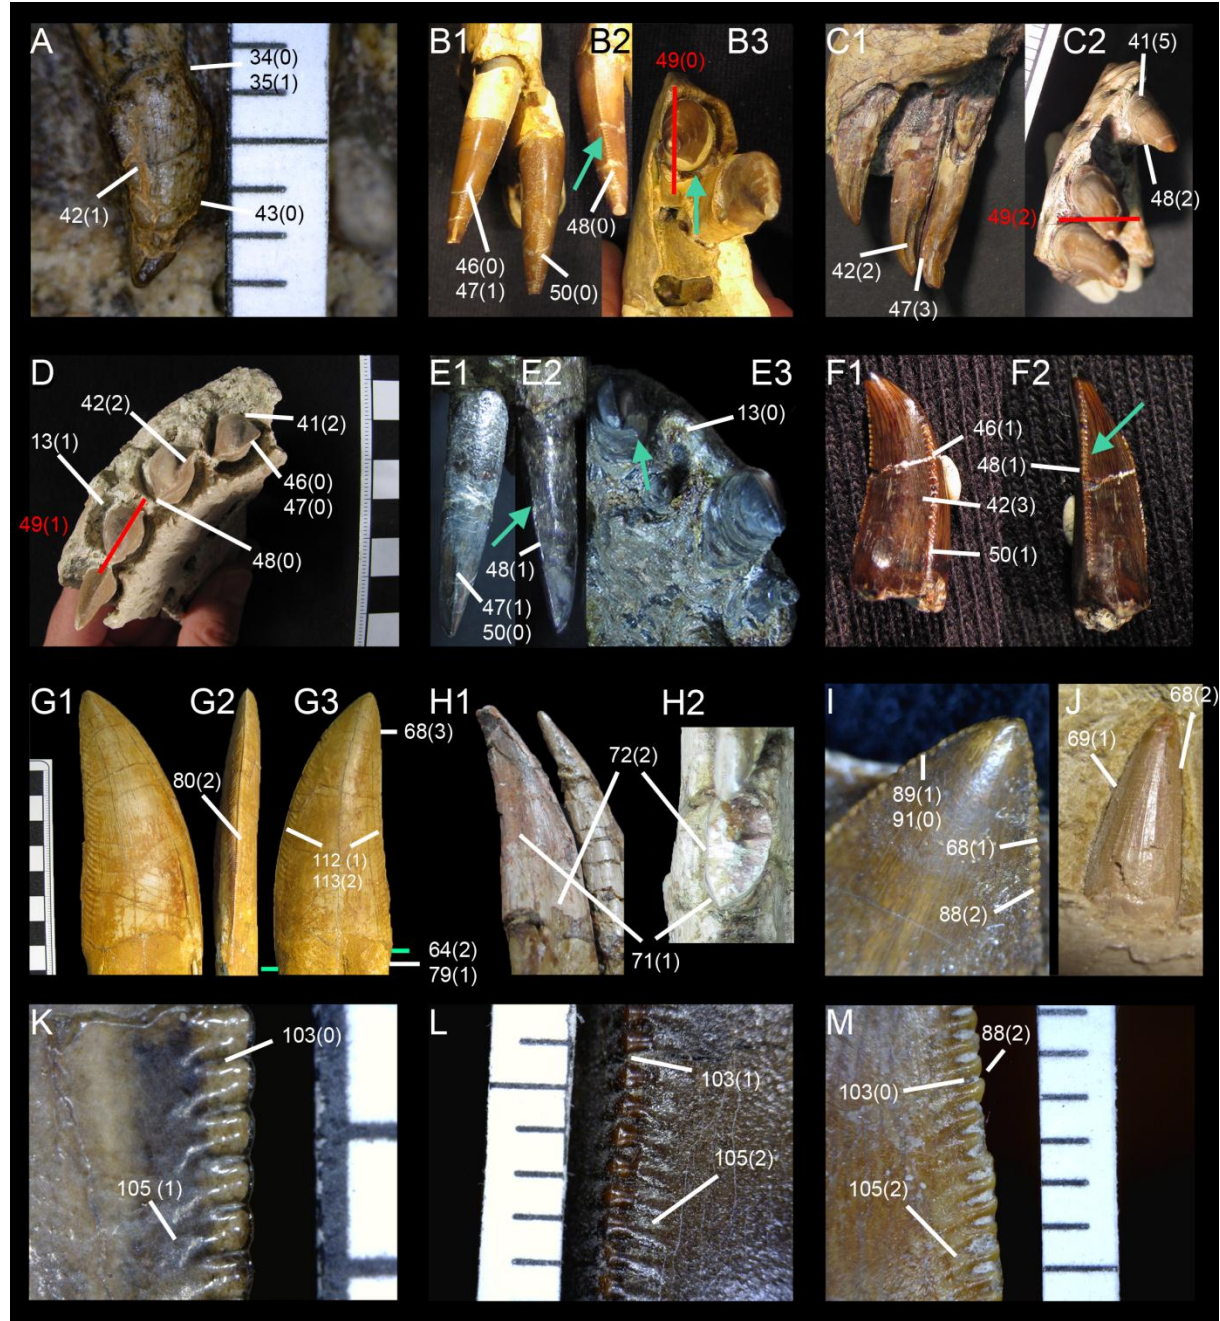 A
34(0)
35(1)
42(1)
43(0)
B1
B2
B3
49(0)
48(0)
46(0)
47(1)
50(0)
C1
C2
41(5)
48(2)
49(2)
42(2)
47(3)
D
42(2)
41(2)
13(1)
46(0)
47(0)
49(1)
48(0)
E1
E2
E3
13(0)
48(1)
47(1)
50(0)
F1
F2
46(1)
48(1)
42(3)
50(1)
G1
G2
G3
68(3)
80(2)
112 (1)
113(2)
64(2)
79(1)
H1
H2
72(2)
71(1)
I
89(1)
91(0)
68(1)
88(2)
J
68(2)
69(1)
K
103(0)
105 (1)
L
103(1)
105(2)
M
88(2)
103(0)
105(2)